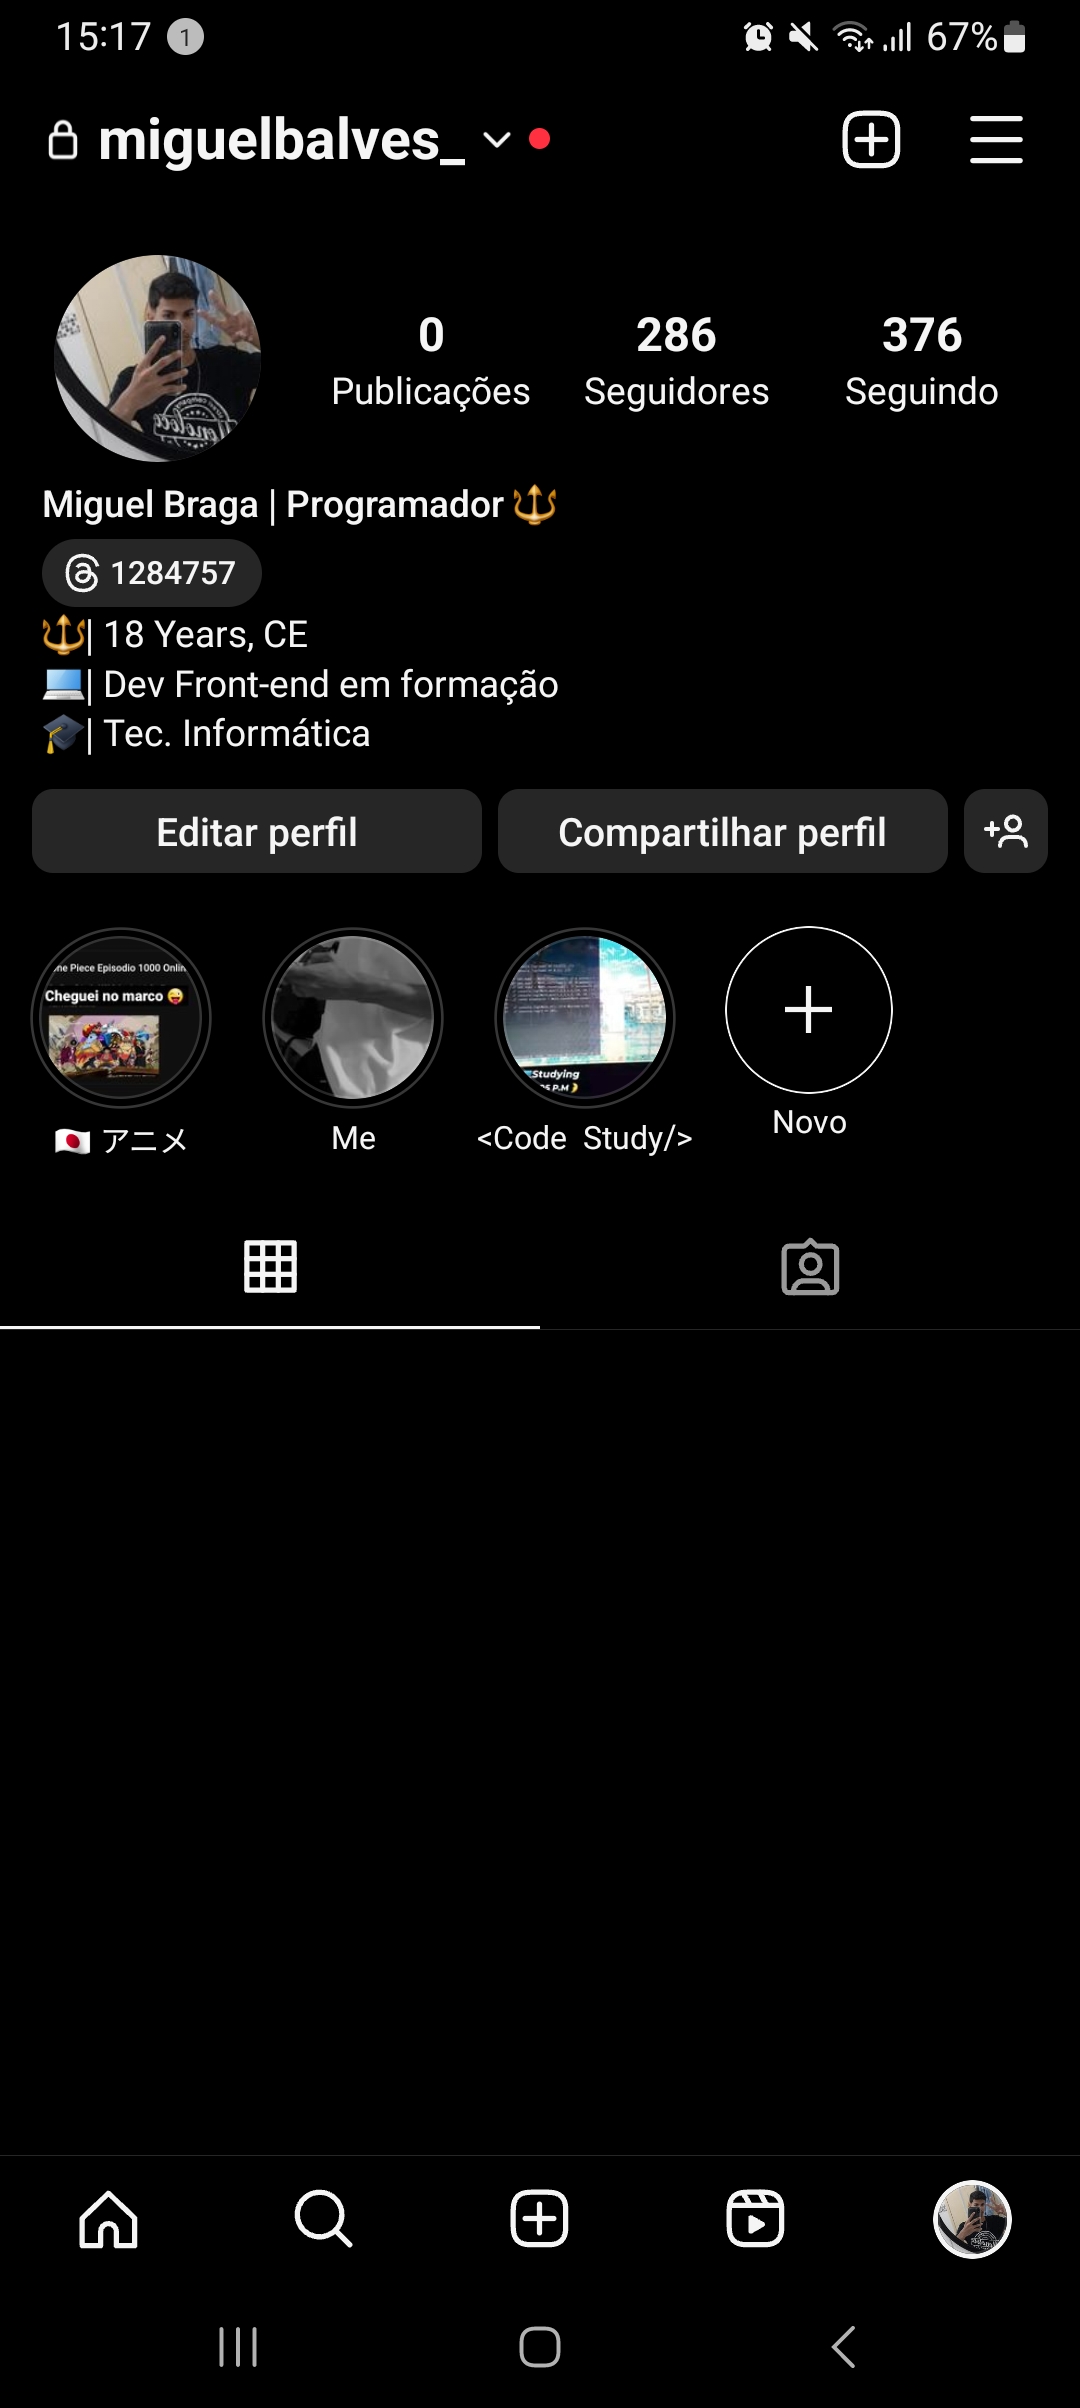 15:17 1 67%
miguelbalves_
0 286 376
Publicações Seguidores Seguindo
Miguel Braga | Programador 🔱
1284757
🔱| 18 Years, CE
💻| Dev Front-end em formação
🎓| Tec. Informática
Editar perfil Compartilhar perfil
ne Piece Episodio 1000 Onlin
Cheguei no marco 😜
Studying
P.M 🌛
🇯🇵 アニメ Me <Code Study/> Novo